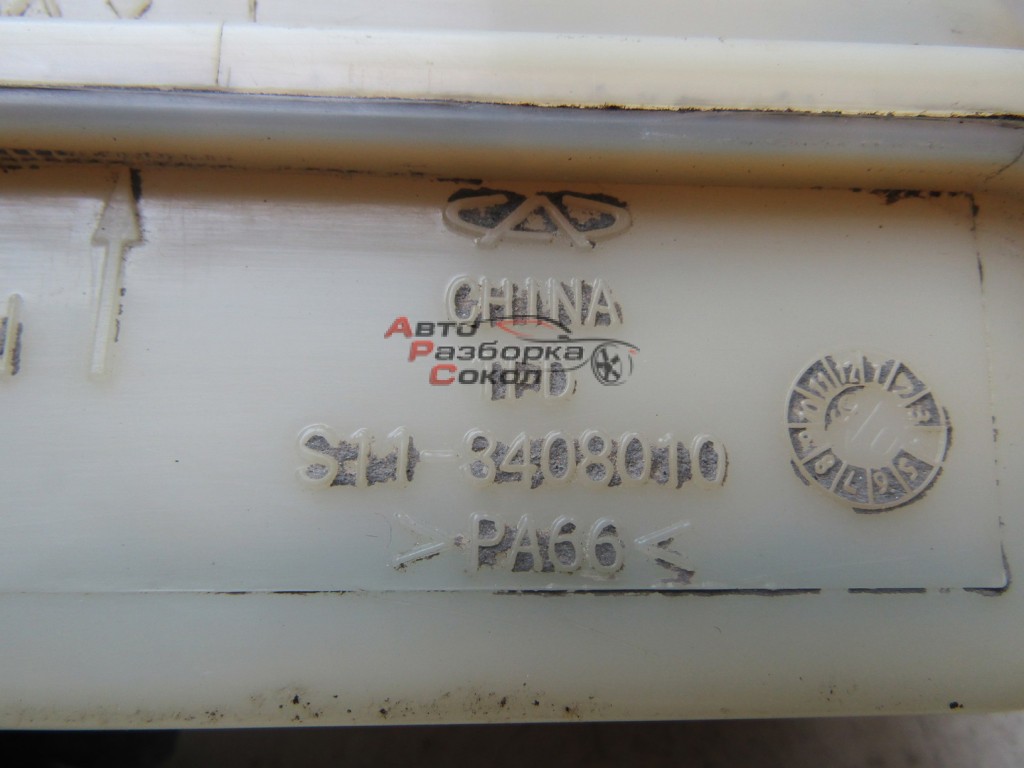 CHINA
Авто
Разборка
Сокол
S11-3408010
>PA66<